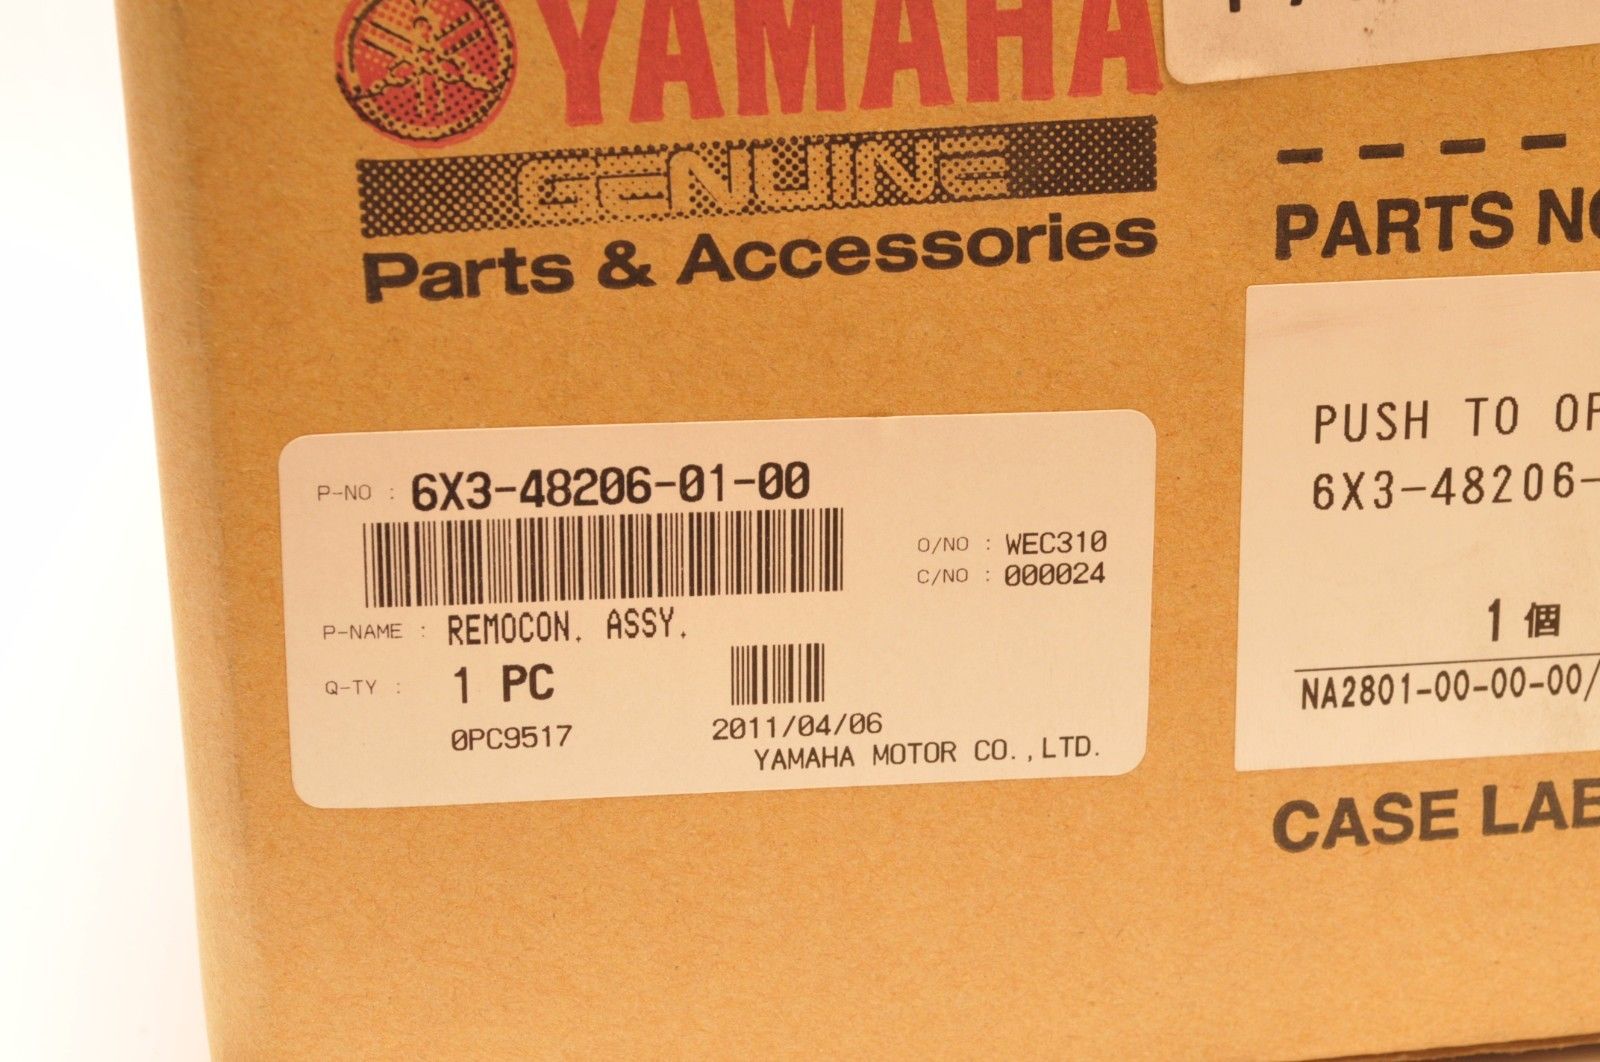 YAMAHA
GENUINE
Parts & Accessories
P-NO : 6X3-48206-01-00
O/NO : WEC310
C/NO : 000024
P-NAME : REMOCON. ASSY.
Q-TY : 1 PC
0PC9517
2011/04/06
YAMAHA MOTOR CO.,LTD.
PARTS NO
PUSH TO OP
6X3-48206-
1 個
NA2801-00-00-00/
CASE LAB